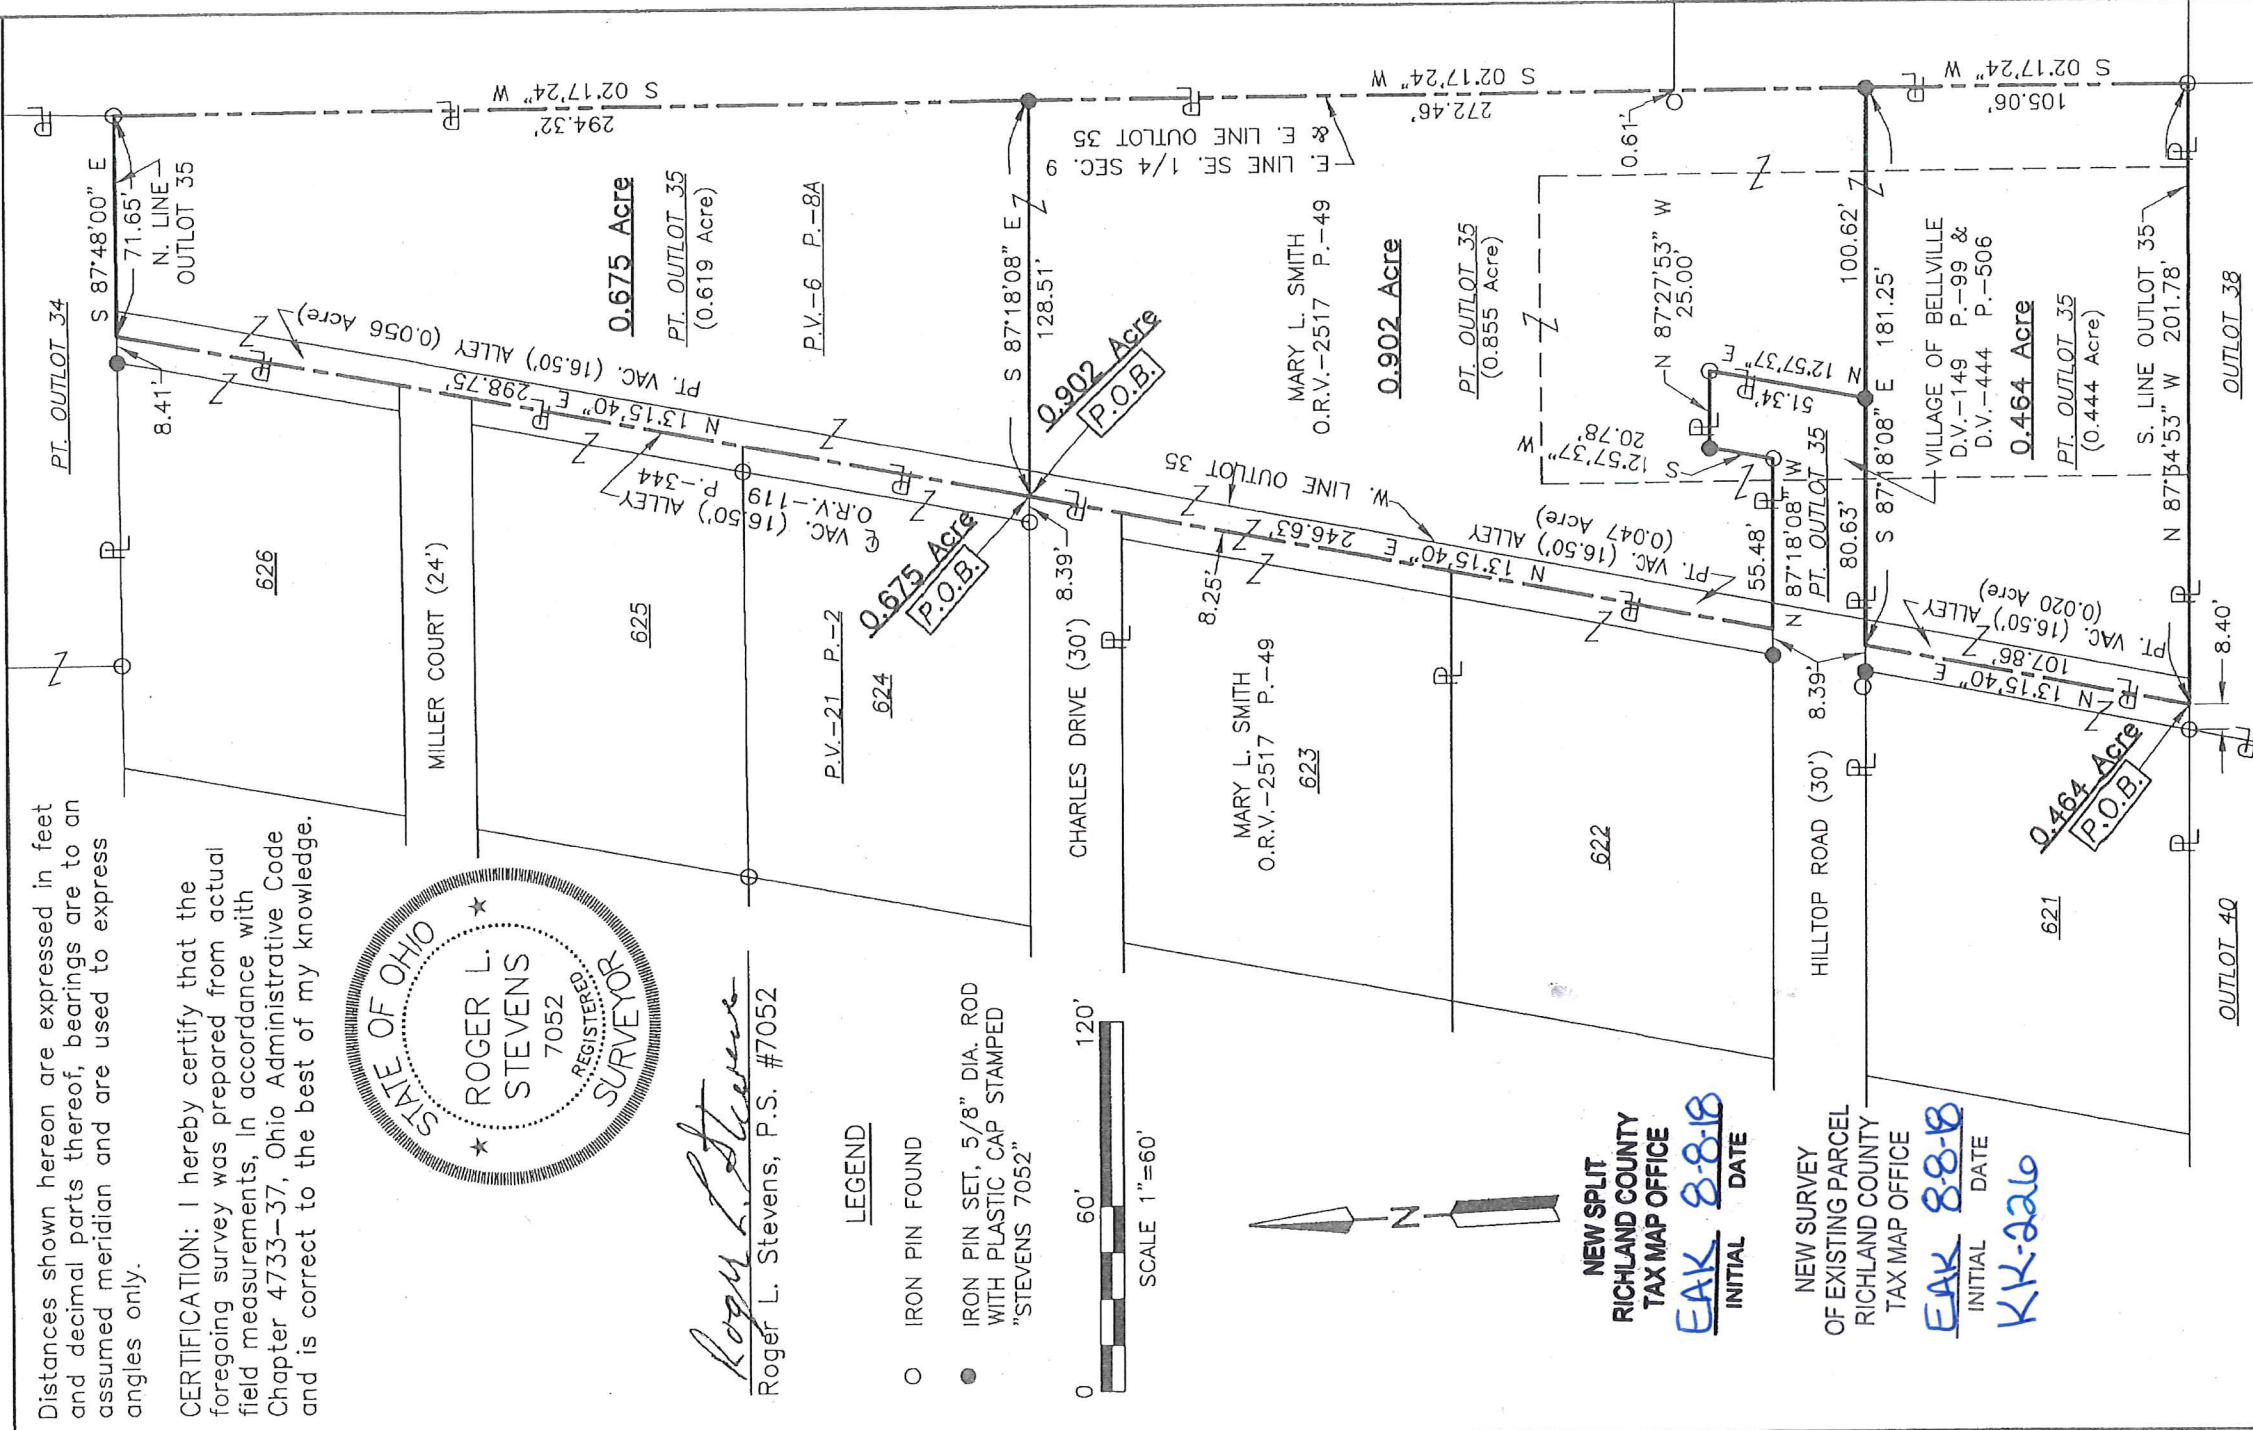 Distances shown hereon are expressed in feet
and decimal parts thereof, bearings are to an
assumed meridian and are used to express
angles only.
CERTIFICATION: I hereby certify that the
foregoing survey was prepared from actual
field measurements, In accordance with
Chapter 4733-37, Ohio Administrative Code
and is correct to the best of my knowledge.
STATE OF OHIO
ROGER L.
STEVENS
7052
REGISTERED
SURVEYOR
Roger L. Stevens
Roger L. Stevens, P.S. #7052
LEGEND
IRON PIN FOUND
IRON PIN SET, 5/8" DIA. ROD
WITH PLASTIC CAP STAMPED
"STEVENS 7052"
0
60'
120'
SCALE 1"=60'
N
NEW SPLIT
RICHLAND COUNTY
TAX MAP OFFICE
EAK 8-8-18
INITIAL DATE
NEW SURVEY
OF EXISTING PARCEL
RICHLAND COUNTY
TAX MAP OFFICE
EAK 8-8-18
INITIAL DATE
KK-226
PT. OUTLOT 34
S 87°48'00" E
71.65'
N. LINE
OUTLOT 35
8.41'
S 02°17'24" W
294.32'
626
MILLER COURT (24')
PT. VAC. (16.50') ALLEY (0.056 Acre)
N 13°15'40" E
298.75'
0.675 Acre
PT. OUTLOT 35
(0.619 Acre)
P.V.-6 P.-8A
625
℄ VAC. (16.50') ALLEY
O.R.V.-119 P.-344
P.V.-21 P.-2
624
0.675 Acre
P.O.B.
0.902 Acre
P.O.B.
S 87°18'08" E
128.51'
8.39'
CHARLES DRIVE (30')
E. LINE SE. 1/4 SEC. 9
& E. LINE OUTLOT 35
S 02°17'24" W
272.46'
W. LINE OUTLOT 35
8.25'
N 13°15'40" E
246.63'
PT. VAC. (16.50') ALLEY
(0.047 Acre)
MARY L. SMITH
O.R.V.-2517 P.-49
623
MARY L. SMITH
O.R.V.-2517 P.-49
0.902 Acre
PT. OUTLOT 35
(0.855 Acre)
0.61'
622
N 87°27'53" W
25.00'
S 12°57'37" W
20.78'
N 12°57'37" E
51.34'
55.48'
N 87°18'08" W
PT. OUTLOT 35
8.39'
HILLTOP ROAD (30')
80.63'
100.62'
S 87°18'08" E 181.25'
VILLAGE OF BELLVILLE
D.V.-149 P.-99 &
D.V.-444 P.-506
0.464 Acre
PT. OUTLOT 35
(0.444 Acre)
S 02°17'24" W
105.06'
PT. VAC. (16.50') ALLEY
(0.020 Acre)
N 13°15'40" E
107.86'
621
0.464 Acre
P.O.B.
S. LINE OUTLOT 35
N 87°34'53" W 201.78'
8.40'
OUTLOT 40
OUTLOT 38